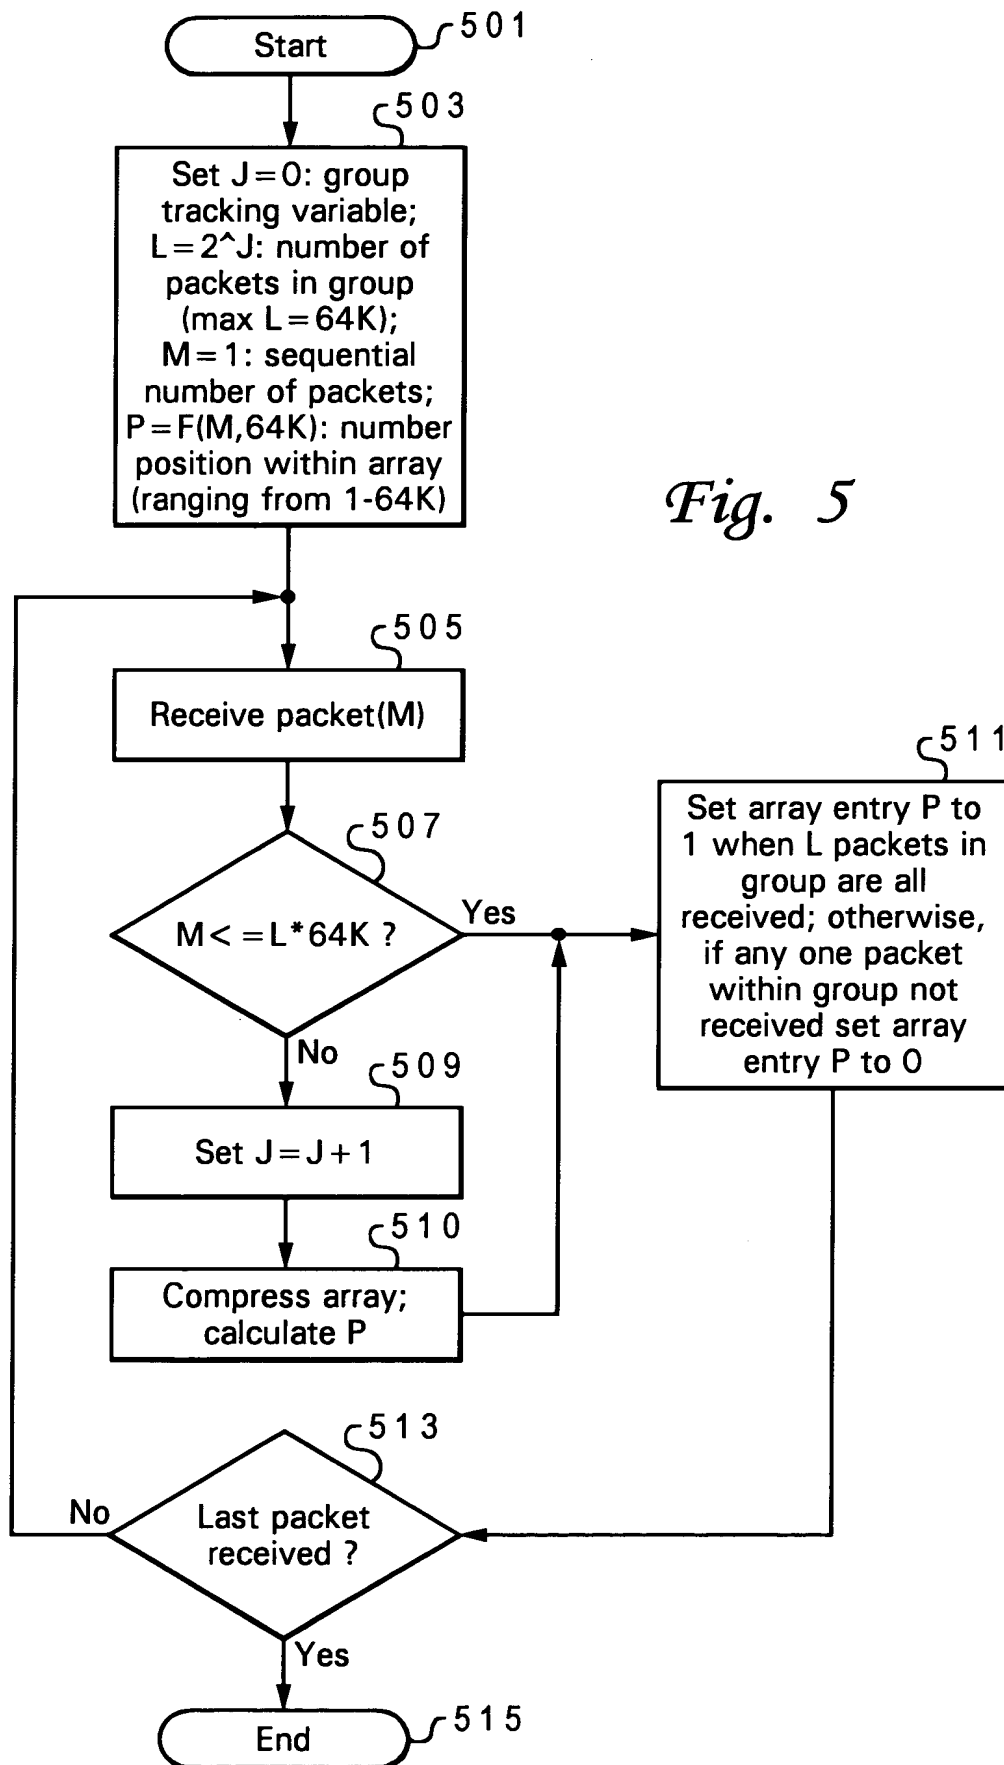 Start
501
503
Set J=0: group
tracking variable;
L=2^J: number of
packets in group
(max L=64K);
M=1: sequential
number of packets;
P=F(M,64K): number
position within array
(ranging from 1-64K)
Fig. 5
505
Receive packet(M)
507
M<=L*64K ?
Yes
No
511
Set array entry P to
1 when L packets in
group are all
received; otherwise,
if any one packet
within group not
received set array
entry P to 0
509
Set J=J+1
510
Compress array;
calculate P
513
Last packet
received ?
No
Yes
End
515